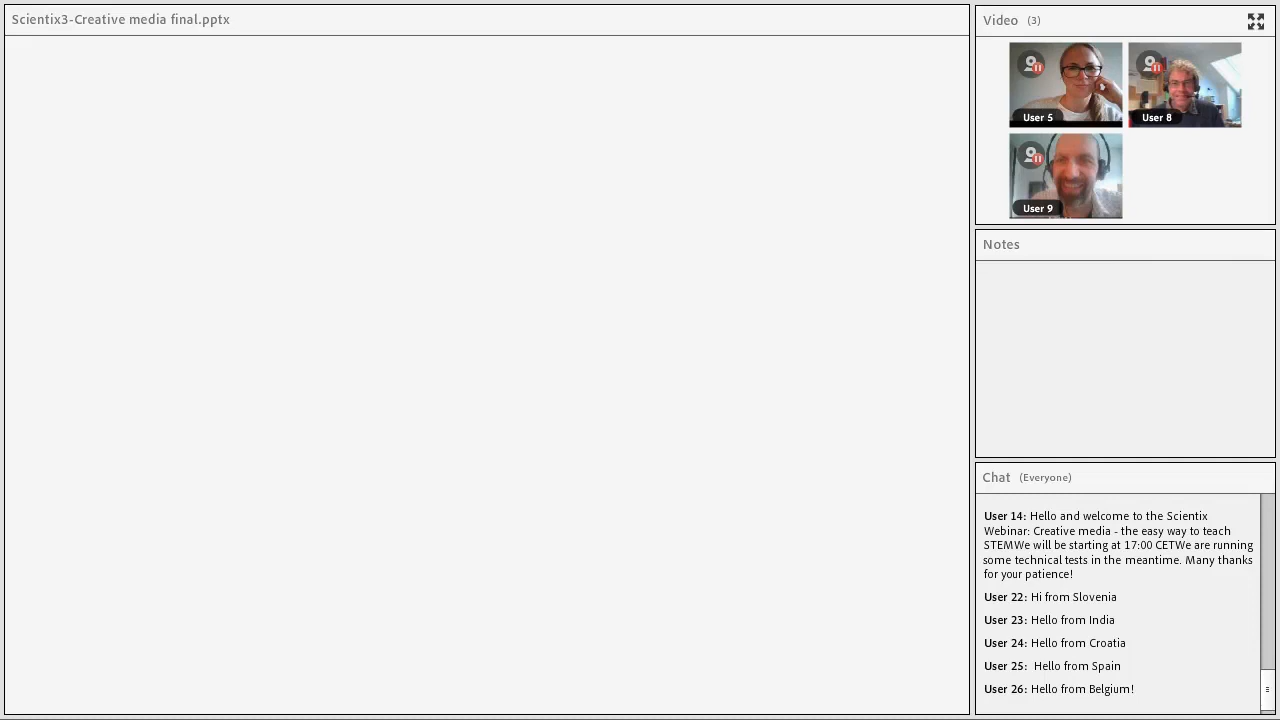 Scientix3-Creative media final.pptx
Video (3)
User 5
User 8
User 9
Notes
Chat (Everyone)
User 14: Hello and welcome to the Scientix
Webinar: Creative media - the easy way to teach
STEMWe will be starting at 17:00 CETWe are running
some technical tests in the meantime. Many thanks
for your patience!
User 22: Hi from Slovenia
User 23: Hello from India
User 24: Hello from Croatia
User 25: Hello from Spain
User 26: Hello from Belgium!